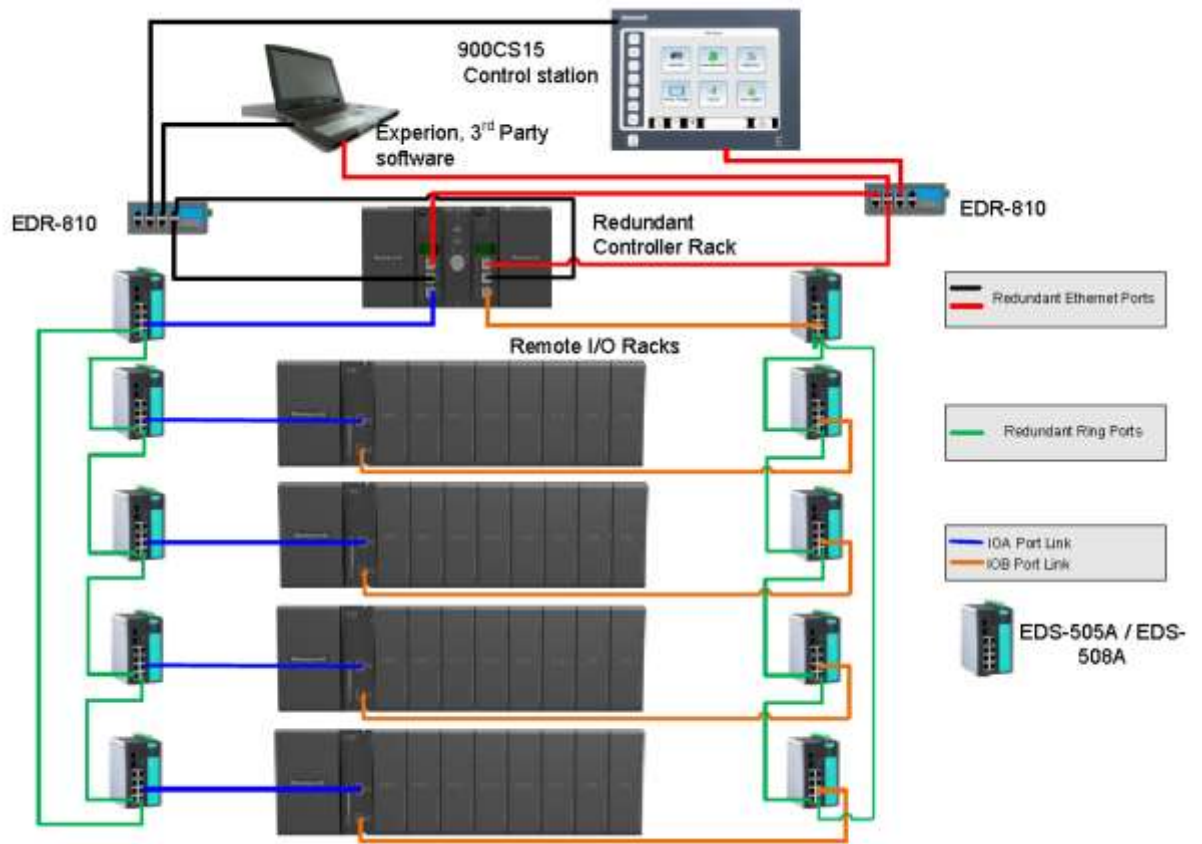 900CS15
Control station
Experion, 3rd Party
software
EDR-810
EDR-810
Redundant
Controller Rack
Redundant Ethernet Ports
Remote I/O Racks
Redundant Ring Ports
IOA Port Link
IOB Port Link
EDS-505A / EDS-
508A